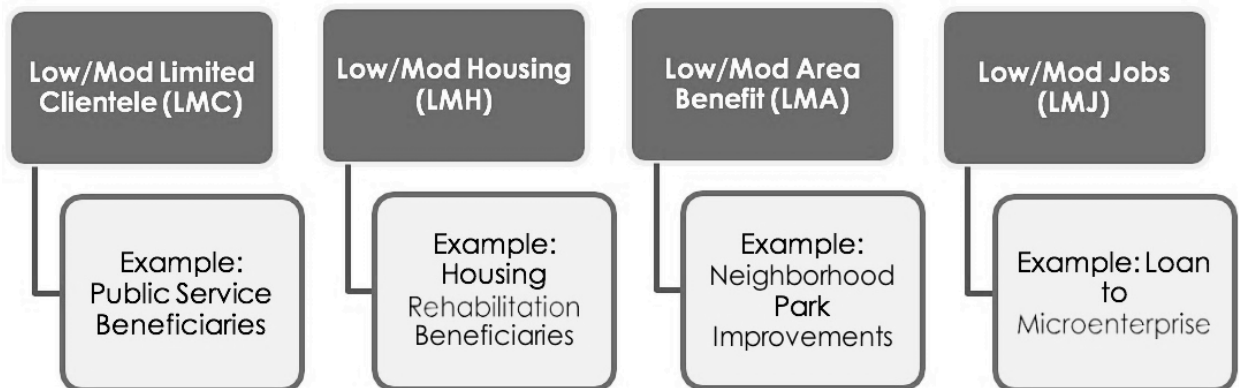 Low/Mod Limited
Clientele (LMC)
Example:
Public Service
Beneficiaries
Low/Mod Housing
(LMH)
Example:
Housing
Rehabilitation
Beneficiaries
Low/Mod Area
Benefit (LMA)
Example:
Neighborhood
Park
Improvements
Low/Mod Jobs
(LMJ)
Example: Loan
to
Microenterprise